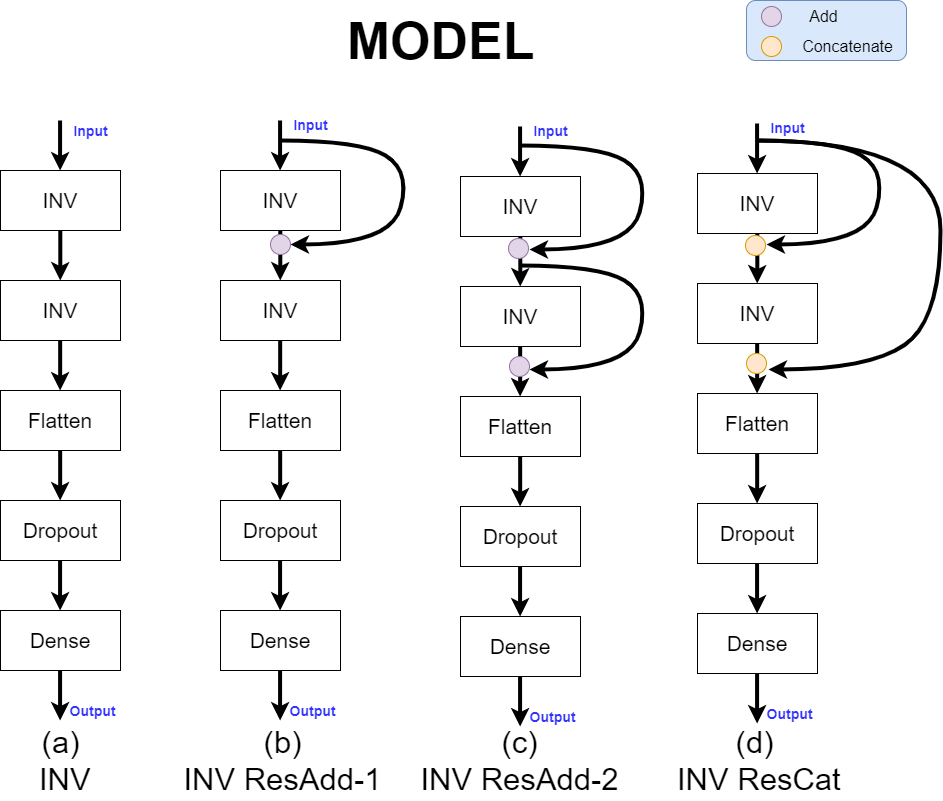 MODEL
Add
Concatenate
Input
INV
INV
Flatten
Dropout
Dense
Output
(a)
INV
Input
INV
INV
Flatten
Dropout
Dense
Output
(b)
INV ResAdd-1
Input
INV
INV
Flatten
Dropout
Dense
Output
(c)
INV ResAdd-2
Input
INV
INV
Flatten
Dropout
Dense
Output
(d)
INV ResCat